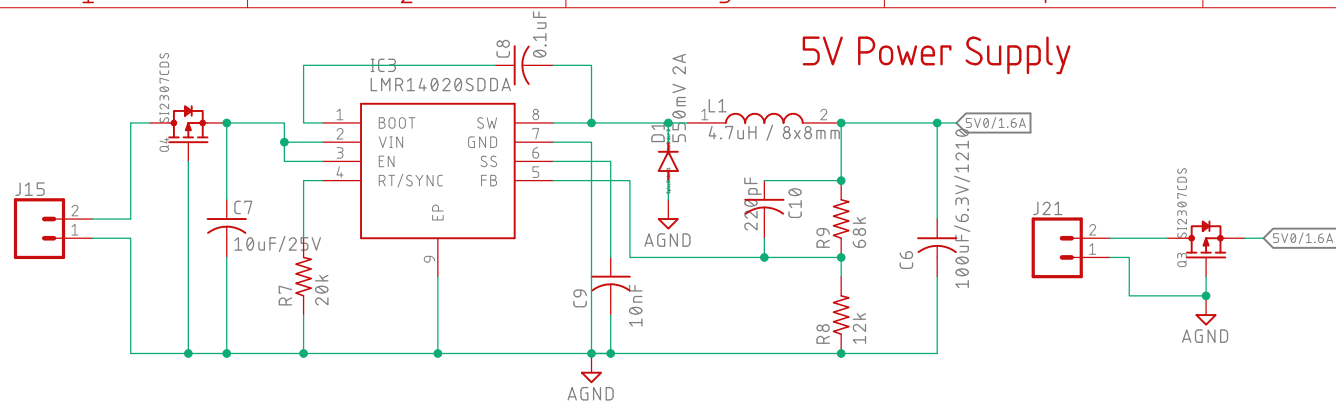 5V Power Supply
IC3
LMR14020SDDA
C8
0.1uF
1 BOOT SW 8
2 VIN GND 7
3 EN SS 6
4 RT/SYNC FB 5
EP
9
SI2307CDS
Q4
J15
2
1
C7
10uF/25V
R7
20k
C9
10nF
AGND
D1
550mV 2A
AGND
L1
1 2
4.7uH / 8x8mm
220pF
C10
R9
68k
R8
12k
C6
100uF/6.3V/1210
5V0/1.6A
J21
2
1
SI2307CDS
Q3
5V0/1.6A
AGND